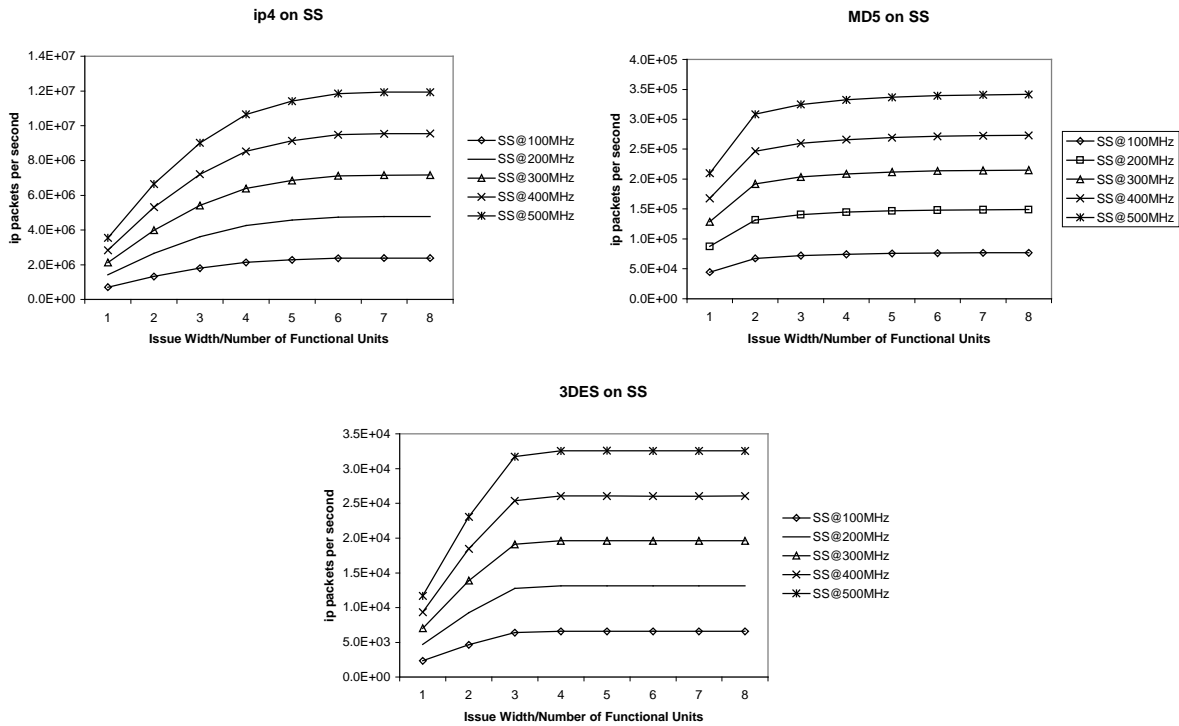 ip4 on SS
1.4E+07
1.2E+07
1.0E+07
8.0E+06
6.0E+06
4.0E+06
2.0E+06
0.0E+00
ip packets per second
1 2 3 4 5 6 7 8
Issue Width/Number of Functional Units
SS@100MHz
SS@200MHz
SS@300MHz
SS@400MHz
SS@500MHz
MD5 on SS
4.0E+05
3.5E+05
3.0E+05
2.5E+05
2.0E+05
1.5E+05
1.0E+05
5.0E+04
0.0E+00
ip packets per second
1 2 3 4 5 6 7 8
Issue Width/Number of Functional Units
SS@100MHz
SS@200MHz
SS@300MHz
SS@400MHz
SS@500MHz
3DES on SS
3.5E+04
3.0E+04
2.5E+04
2.0E+04
1.5E+04
1.0E+04
5.0E+03
0.0E+00
ip packets per second
1 2 3 4 5 6 7 8
Issue Width/Number of Functional Units
SS@100MHz
SS@200MHz
SS@300MHz
SS@400MHz
SS@500MHz